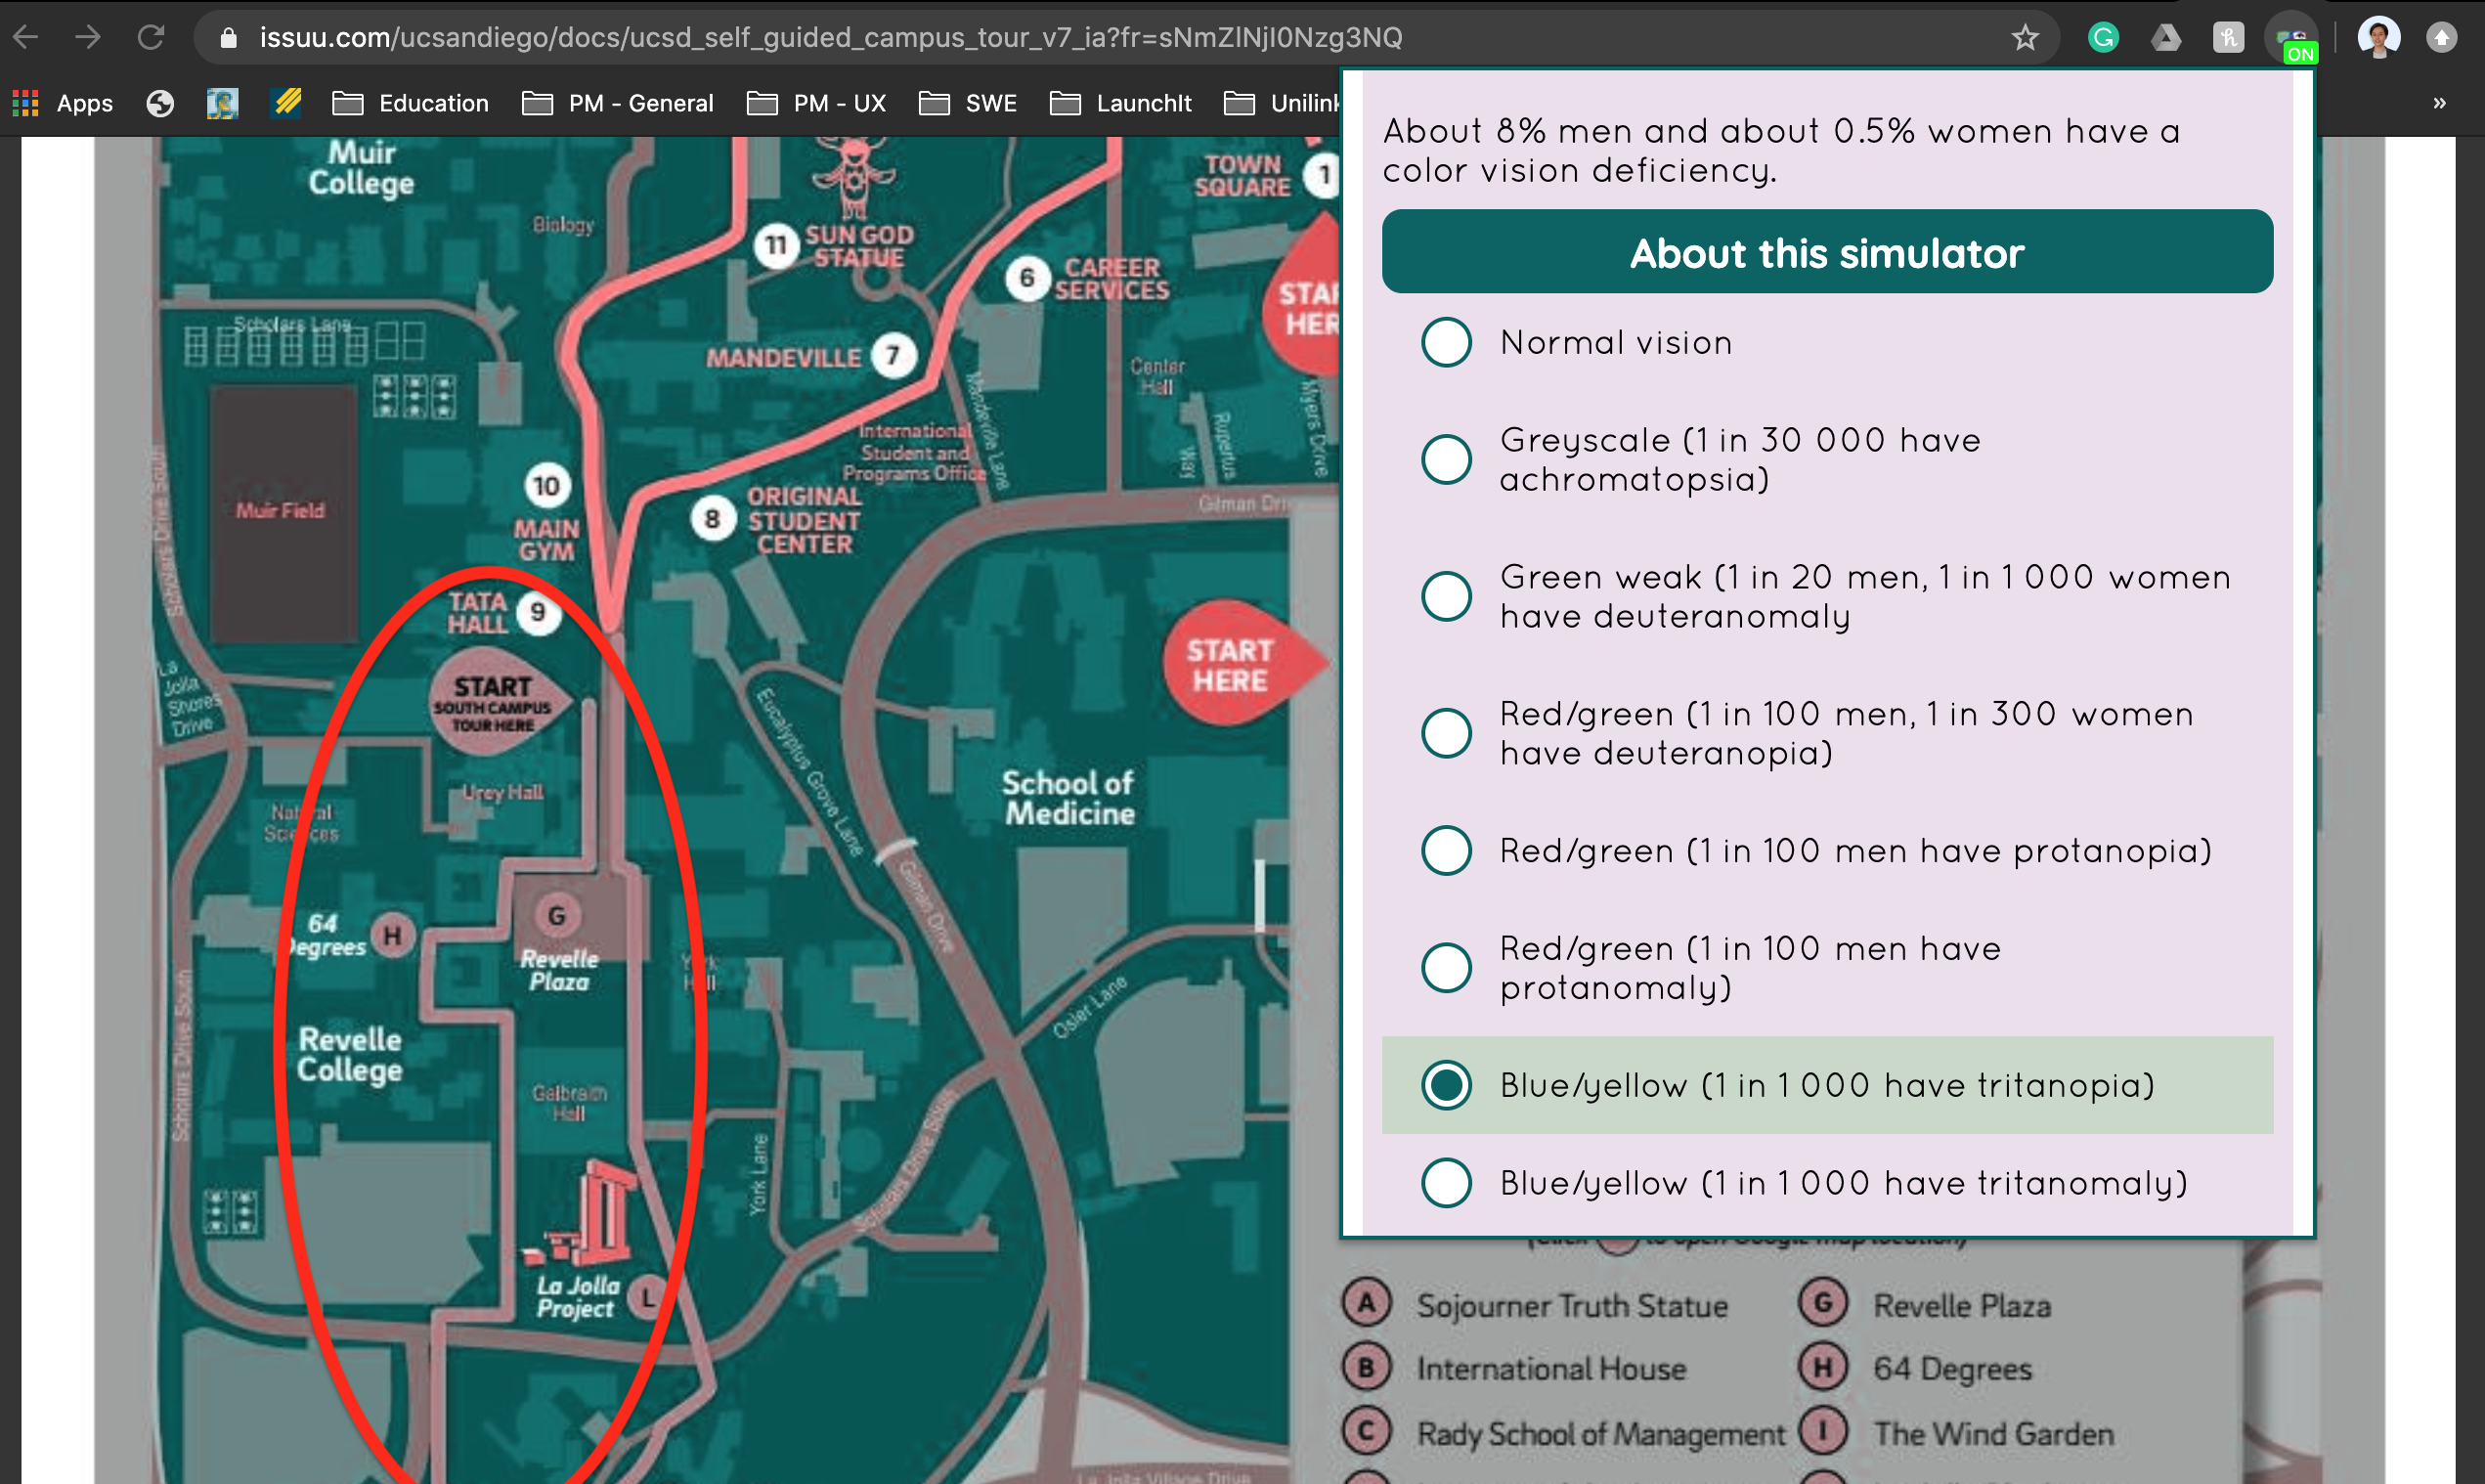 issuu.com/ucsandiego/docs/ucsd_self_guided_campus_tour_v7_ia?fr=sNmZlNjI0Nzg3NQ
ON
Apps
Education
PM - General
PM - UX
SWE
LaunchIt
Unilink
»
Muir
College
Biology
11
SUN GOD
STATUE
TOWN
SQUARE
1
6
CAREER
SERVICES
Scholars Lane
MANDEVILLE
7
Center
Hall
Mandeville Lane
Rupertus
Way
Myers Drive
International
Student and
Programs Office
Muir Field
10
MAIN
GYM
8
ORIGINAL
STUDENT
CENTER
Gilman Driv
Scholars Drive South
TATA
HALL
9
START
SOUTH CAMPUS
TOUR HERE
START
HERE
La
Jolla
Shores
Drive
Eucalyptus Grove Lane
School of
Medicine
Urey Hall
Natural
Sciences
Gilman Drive
64
Degrees
H
G
Revelle
Plaza
York
Hall
Osler Lane
Revelle
College
Scholars Drive South
Galbraith
Hall
York Lane
Scholars Drive South
La Jolla
Project
L
La Jolla Village Drive
About 8% men and about 0.5% women have a
color vision deficiency.
About this simulator
Normal vision
Greyscale (1 in 30 000 have
achromatopsia)
Green weak (1 in 20 men, 1 in 1 000 women
have deuteranomaly
Red/green (1 in 100 men, 1 in 300 women
have deuteranopia)
Red/green (1 in 100 men have protanopia)
Red/green (1 in 100 men have
protanomaly)
Blue/yellow (1 in 1 000 have tritanopia)
Blue/yellow (1 in 1 000 have tritanomaly)
to open Google map location)
A Sojourner Truth Statue
G Revelle Plaza
B International House
H 64 Degrees
C Rady School of Management
I The Wind Garden